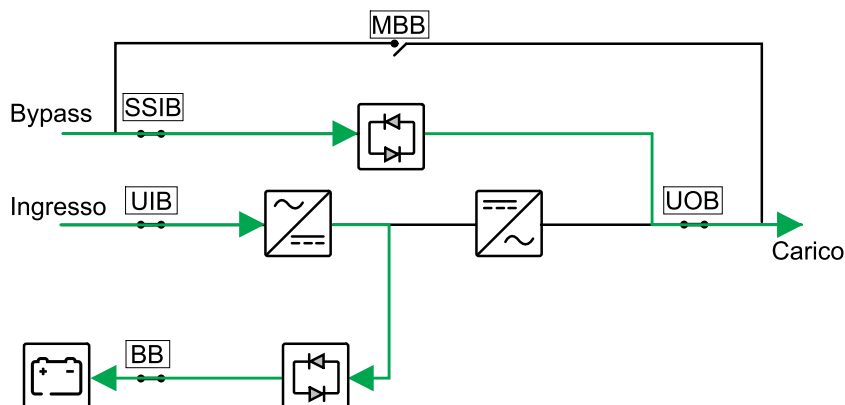 MBB
Bypass
SSIB
Ingresso
UIB
UOB
Carico
BB